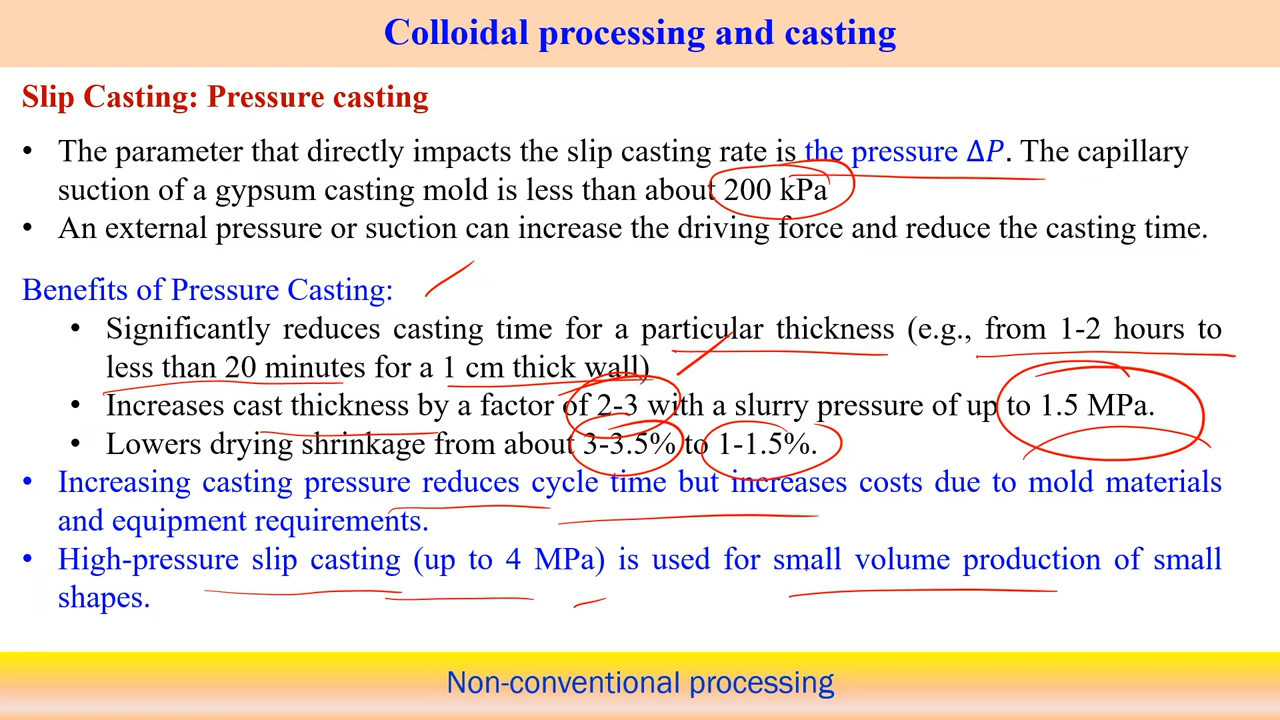 Colloidal processing and casting
Slip Casting: Pressure casting
• The parameter that directly impacts the slip casting rate is the pressure Δ𝑃. The capillary
suction of a gypsum casting mold is less than about 200 kPa
• An external pressure or suction can increase the driving force and reduce the casting time.
Benefits of Pressure Casting:
• Significantly reduces casting time for a particular thickness (e.g., from 1-2 hours to
less than 20 minutes for a 1 cm thick wall)
• Increases cast thickness by a factor of 2-3 with a slurry pressure of up to 1.5 MPa.
• Lowers drying shrinkage from about 3-3.5% to 1-1.5%.
• Increasing casting pressure reduces cycle time but increases costs due to mold materials
and equipment requirements.
• High-pressure slip casting (up to 4 MPa) is used for small volume production of small
shapes.
Non-conventional processing